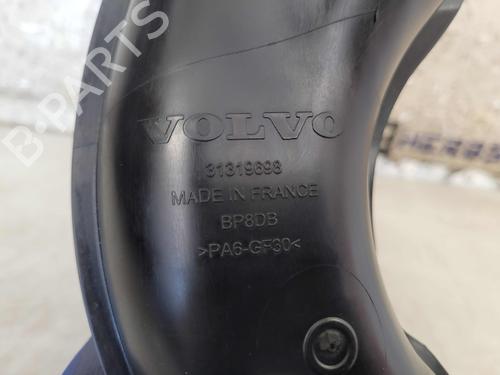 VOLVO
31319698
MADE IN FRANCE
BP8DB
>PA6-GF30<
B-PARTS